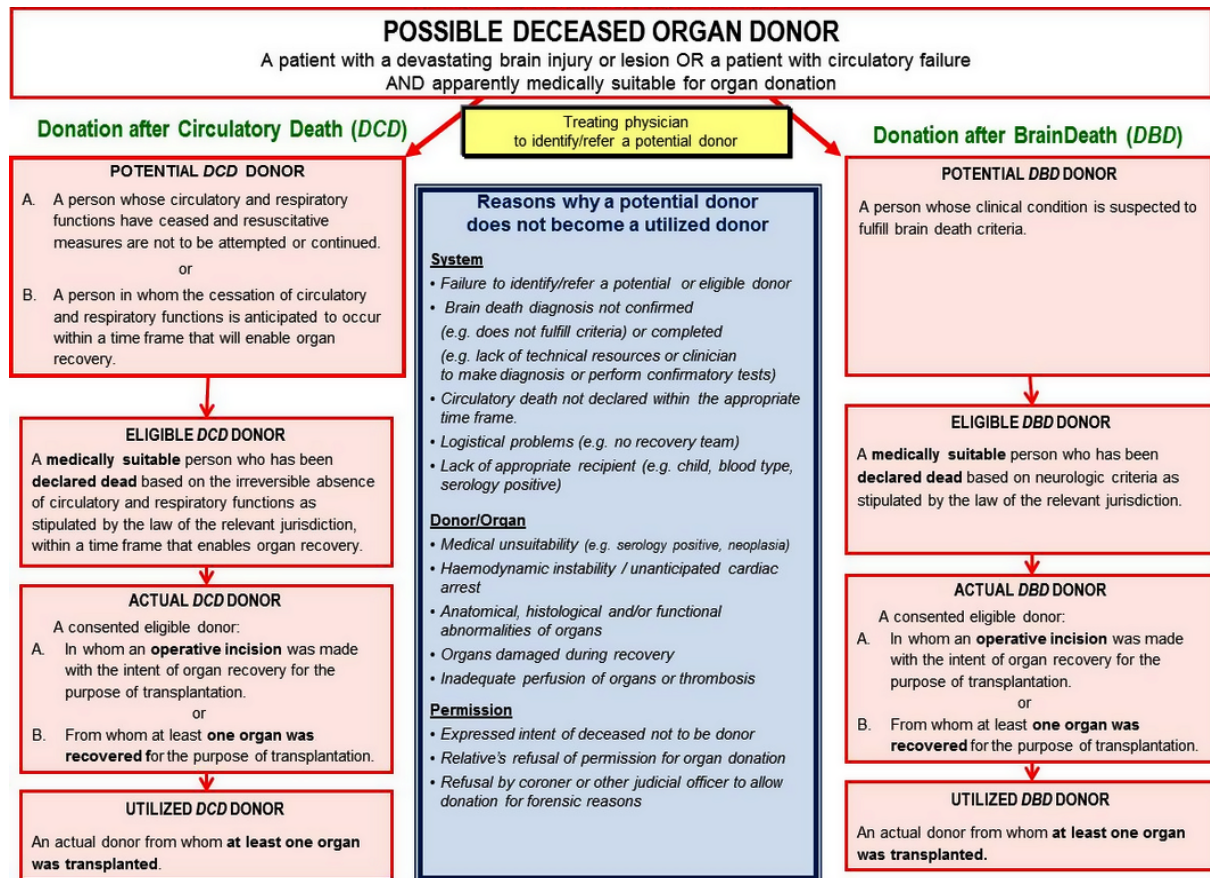 POSSIBLE DECEASED ORGAN DONOR
A patient with a devastating brain injury or lesion OR a patient with circulatory failure
AND apparently medically suitable for organ donation
Treating physician
to identify/refer a potential donor
Donation after Circulatory Death (DCD)
POTENTIAL DCD DONOR
A. A person whose circulatory and respiratory
functions have ceased and resuscitative
measures are not to be attempted or continued.
or
B. A person in whom the cessation of circulatory
and respiratory functions is anticipated to occur
within a time frame that will enable organ
recovery.
ELIGIBLE DCD DONOR
A medically suitable person who has been
declared dead based on the irreversible absence
of circulatory and respiratory functions as
stipulated by the law of the relevant jurisdiction,
within a time frame that enables organ recovery.
ACTUAL DCD DONOR
A consented eligible donor:
A. In whom an operative incision was made
with the intent of organ recovery for the
purpose of transplantation.
or
B. From whom at least one organ was
recovered for the purpose of transplantation.
UTILIZED DCD DONOR
An actual donor from whom at least one organ
was transplanted.
Reasons why a potential donor
does not become a utilized donor
System
• Failure to identify/refer a potential or eligible donor
• Brain death diagnosis not confirmed
(e.g. does not fulfill criteria) or completed
(e.g. lack of technical resources or clinician
to make diagnosis or perform confirmatory tests)
• Circulatory death not declared within the appropriate
time frame.
• Logistical problems (e.g. no recovery team)
• Lack of appropriate recipient (e.g. child, blood type,
serology positive)
Donor/Organ
• Medical unsuitability (e.g. serology positive, neoplasia)
• Haemodynamic instability / unanticipated cardiac
arrest
• Anatomical, histological and/or functional
abnormalities of organs
• Organs damaged during recovery
• Inadequate perfusion of organs or thrombosis
Permission
• Expressed intent of deceased not to be donor
• Relative's refusal of permission for organ donation
• Refusal by coroner or other judicial officer to allow
donation for forensic reasons
Donation after BrainDeath (DBD)
POTENTIAL DBD DONOR
A person whose clinical condition is suspected to
fulfill brain death criteria.
ELIGIBLE DBD DONOR
A medically suitable person who has been
declared dead based on neurologic criteria as
stipulated by the law of the relevant jurisdiction.
ACTUAL DBD DONOR
A consented eligible donor:
A. In whom an operative incision was made
with the intent of organ recovery for the
purpose of transplantation.
or
B. From whom at least one organ was
recovered for the purpose of transplantation.
UTILIZED DBD DONOR
An actual donor from whom at least one organ
was transplanted.